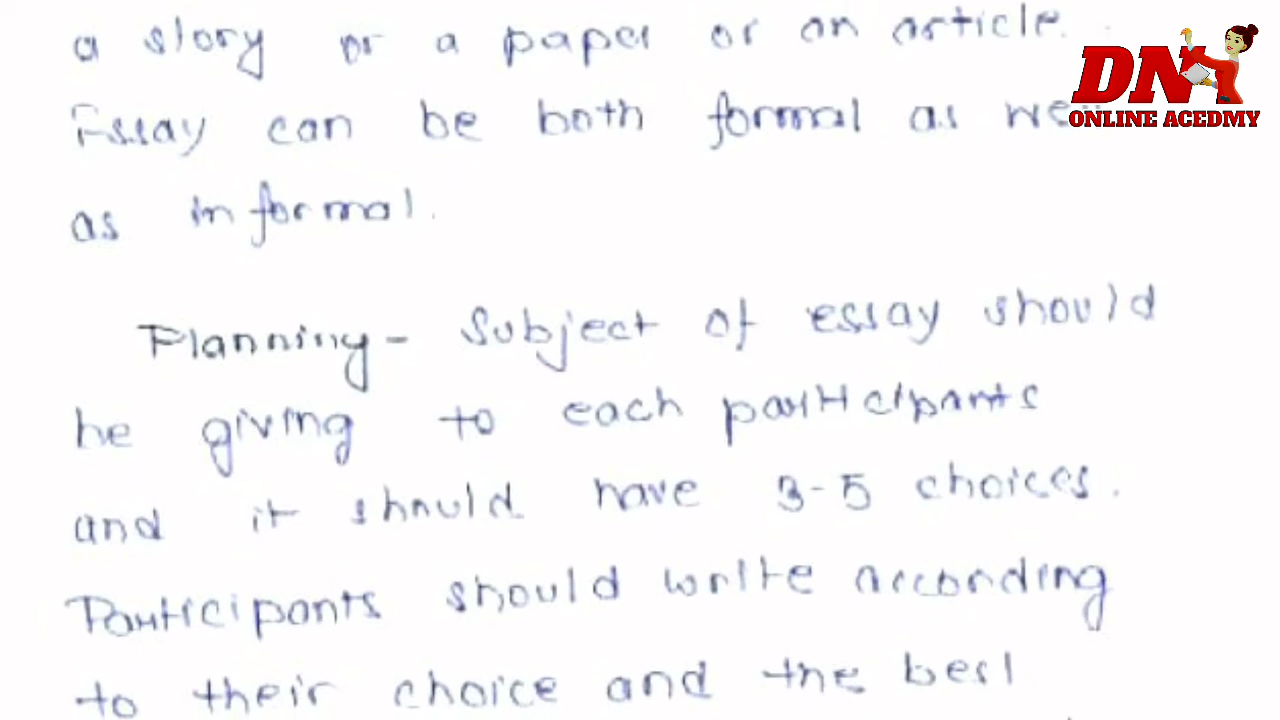 a story or a paper or an article.
DN
ONLINE ACEDMY
Essay can be both formal as
as informal.
Planning - Subject of essay should
be giving to each participants
and it should have 3-5 choices.
Participants should write according
to their choice and the best